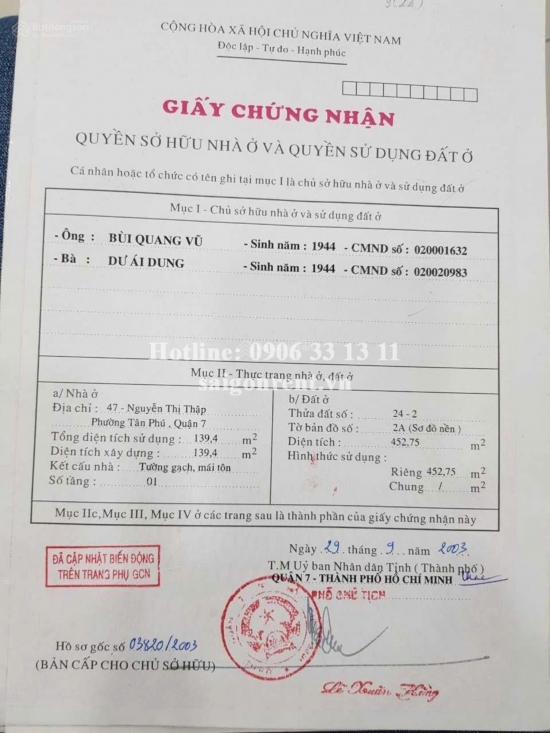 CỘNG HÒA XÃ HỘI CHỦ NGHĨA VIỆT NAM
Độc lập - Tự do - Hạnh phúc
GIẤY CHỨNG NHẬN
QUYỀN SỞ HỮU NHÀ Ở VÀ QUYỀN SỬ DỤNG ĐẤT Ở
Cá nhân hoặc tổ chức có tên ghi tại mục I là chủ sở hữu nhà ở và sử dụng đất ở
Mục I - Chủ sở hữu nhà ở và sử dụng đất ở
- Ông : BÙI QUANG VŨ - Sinh năm : 1944 - CMND số : 020001632
- Bà : DƯ ÁI DUNG - Sinh năm : 1944 - CMND số : 020020983
Hotline: 0906 33 13 11
saigonrent.vn
Mục II - Thực trạng nhà ở, đất ở
a/ Nhà ở
Địa chỉ : 47 - Nguyễn Thị Thập
Phường Tân Phú , Quận 7
Tổng diện tích sử dụng : 139,4 m2
Diện tích xây dựng : 139,4 m2
Kết cấu nhà : Tường gạch, mái tôn
Số tầng : 01
b/ Đất ở
Thửa đất số : 24 - 2
Tờ bản đồ số : 2A (Sơ đồ nền)
Diện tích : 452,75 m2
Hình thức sử dụng :
Riêng 452,75 m2
Chung / m2
Mục IIc, Mục III, Mục IV ở các trang sau là thành phần của giấy chứng nhận này
ĐÃ CẬP NHẬT BIẾN ĐỘNG
TRÊN TRANG PHỤ GCN
Ngày 29 tháng 9 năm 2003
T.M Uỷ ban Nhân dân Tỉnh ( Thành phố )
QUẬN 7 - THÀNH PHỐ HỒ CHÍ MINH
PHÓ CHỦ TỊCH
Hồ sơ gốc số 03820/2003
(BẢN CẤP CHO CHỦ SỞ HỮU)
Lê Xuân Hồng